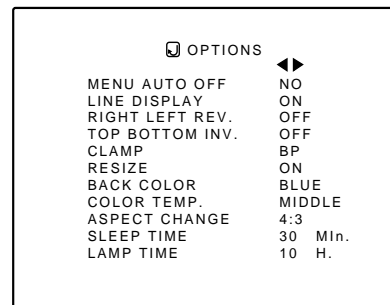 OPTIONS
MENU AUTO OFF NO
LINE DISPLAY ON
RIGHT LEFT REV. OFF
TOP BOTTOM INV. OFF
CLAMP BP
RESIZE ON
BACK COLOR BLUE
COLOR TEMP. MIDDLE
ASPECT CHANGE 4:3
SLEEP TIME 30 MIn.
LAMP TIME 10 H.